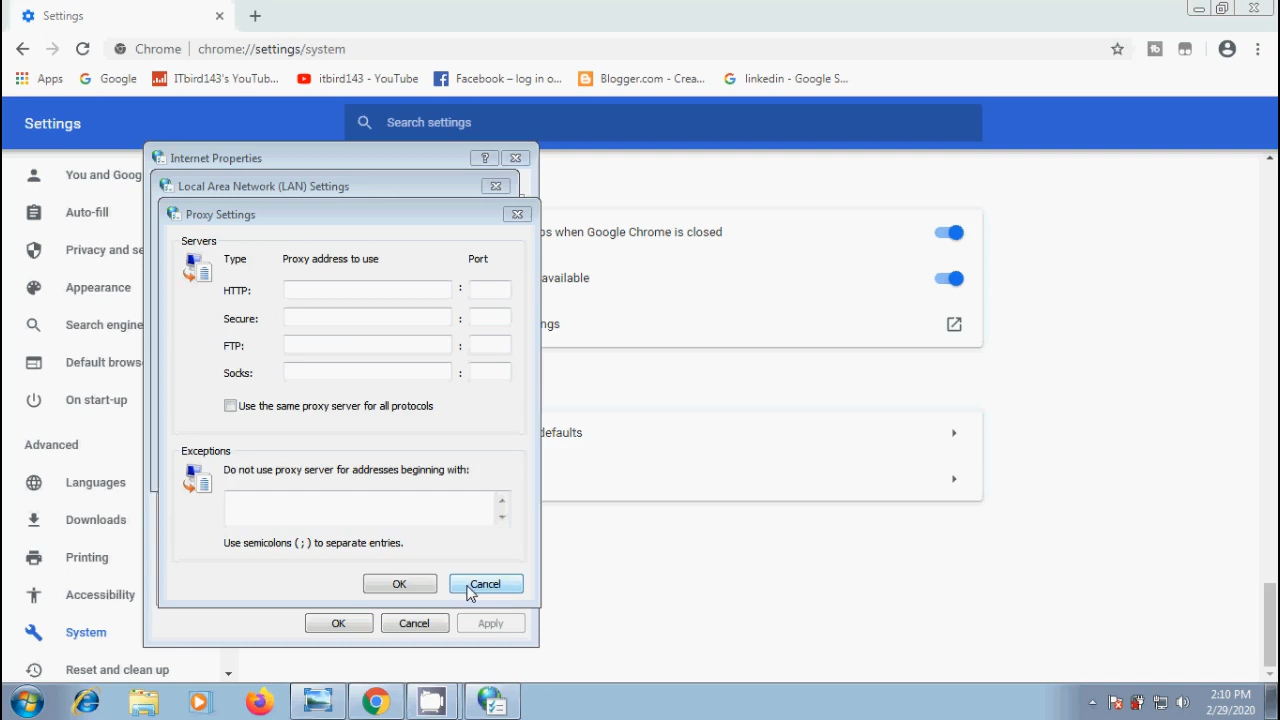 Settings
Chrome
chrome://settings/system
Apps
Google
ITbird143's YouTub...
itbird143 - YouTube
Facebook – log in o...
Blogger.com - Crea...
linkedin - Google S...
Settings
Search settings
You and Goog
Auto-fill
Privacy and se
Appearance
Search engine
Default brows
On start-up
Advanced
Languages
Downloads
Printing
Accessibility
System
Reset and clean up
Internet Properties
?
Local Area Network (LAN) Settings
Proxy Settings
Servers
Type Proxy address to use Port
HTTP: :
Secure: :
FTP: :
Socks: :
Use the same proxy server for all protocols
Exceptions
Do not use proxy server for addresses beginning with:
Use semicolons ( ; ) to separate entries.
OK Cancel
OK Cancel Apply
ps when Google Chrome is closed
available
ngs
defaults
2:10 PM
2/29/2020